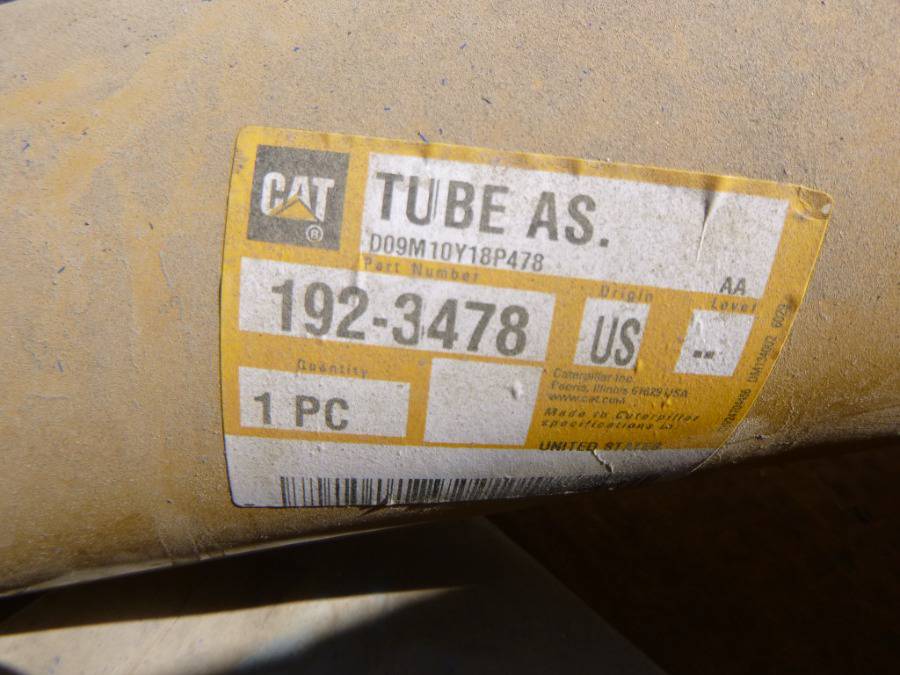 CAT
®
TUBE AS.
D09M10Y18P478
Part Number
192-3478
Origin
US
AA
Level
--
Quantity
1 PC
Caterpillar Inc.
Peoria, Illinois 61629 USA
www.cat.com
Made to Caterpillar
specifications in
UNITED STATES